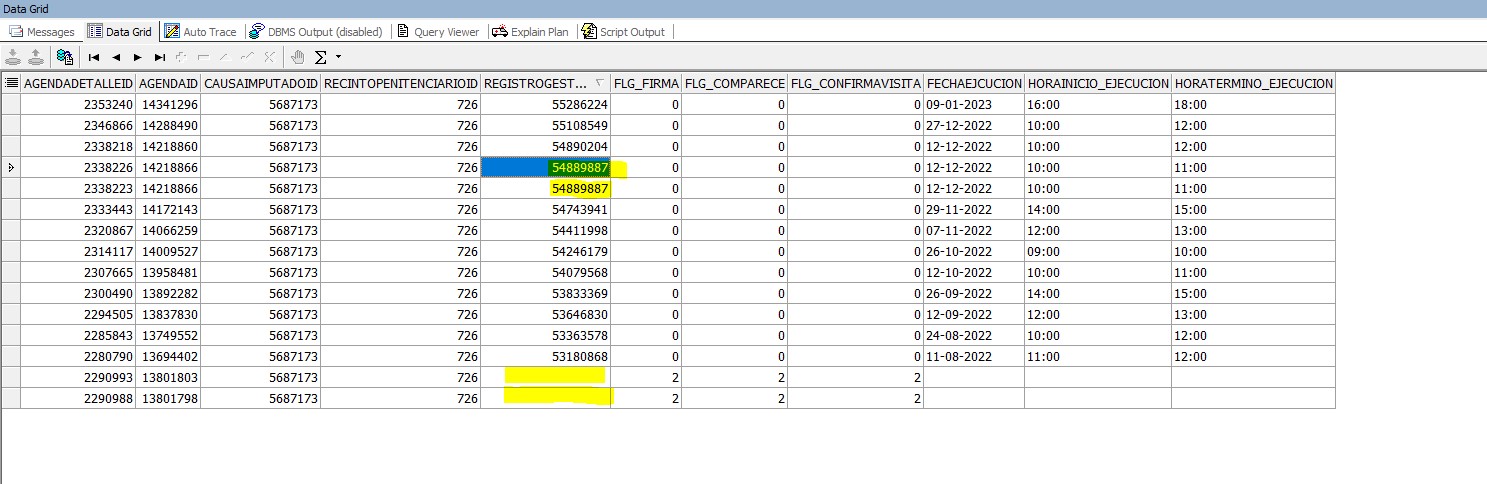 Data Grid
Messages Data Grid Auto Trace DBMS Output (disabled) Query Viewer Explain Plan Script Output
AGENDADETALLEID AGENDAID CAUSAIMPUTADOID RECINTOPENITENCIARIOID REGISTROGEST... FLG_FIRMA FLG_COMPARECE FLG_CONFIRMAVISITA FECHAEJCUCION HORAINICIO_EJECUCION HORATERMINO_EJECUCION
2353240 14341296 5687173 726 55286224 0 0 0 09-01-2023 16:00 18:00
2346866 14288490 5687173 726 55108549 0 0 0 27-12-2022 10:00 12:00
2338218 14218860 5687173 726 54890204 0 0 0 12-12-2022 10:00 12:00
2338226 14218866 5687173 726 54889887 0 0 0 12-12-2022 10:00 11:00
2338223 14218866 5687173 726 54889887 0 0 0 12-12-2022 10:00 11:00
2333443 14172143 5687173 726 54743941 0 0 0 29-11-2022 14:00 15:00
2320867 14066259 5687173 726 54411998 0 0 0 07-11-2022 12:00 13:00
2314117 14009527 5687173 726 54246179 0 0 0 26-10-2022 09:00 10:00
2307665 13958481 5687173 726 54079568 0 0 0 12-10-2022 10:00 11:00
2300490 13892282 5687173 726 53833369 0 0 0 26-09-2022 14:00 15:00
2294505 13837830 5687173 726 53646830 0 0 0 12-09-2022 12:00 13:00
2285843 13749552 5687173 726 53363578 0 0 0 24-08-2022 10:00 12:00
2280790 13694402 5687173 726 53180868 0 0 0 11-08-2022 11:00 12:00
2290993 13801803 5687173 726 2 2 2
2290988 13801798 5687173 726 2 2 2